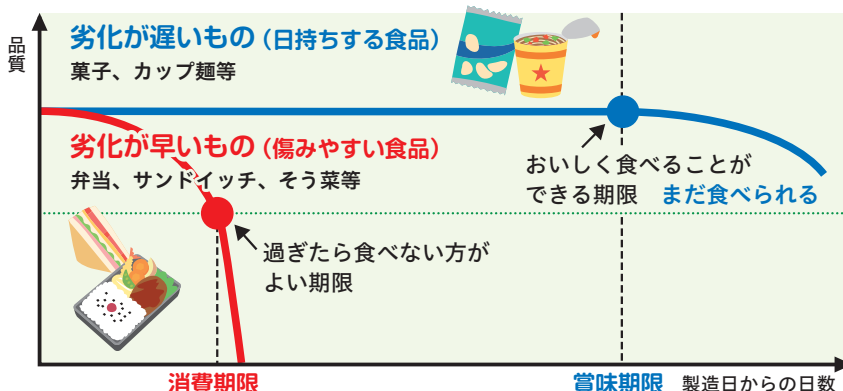 品質
劣化が遅いもの（日持ちする食品）
菓子、カップ麺等
劣化が早いもの（傷みやすい食品）
弁当、サンドイッチ、そう菜等
おいしく食べることが
できる期限 まだ食べられる
過ぎたら食べない方が
よい期限
消費期限
賞味期限 製造日からの日数